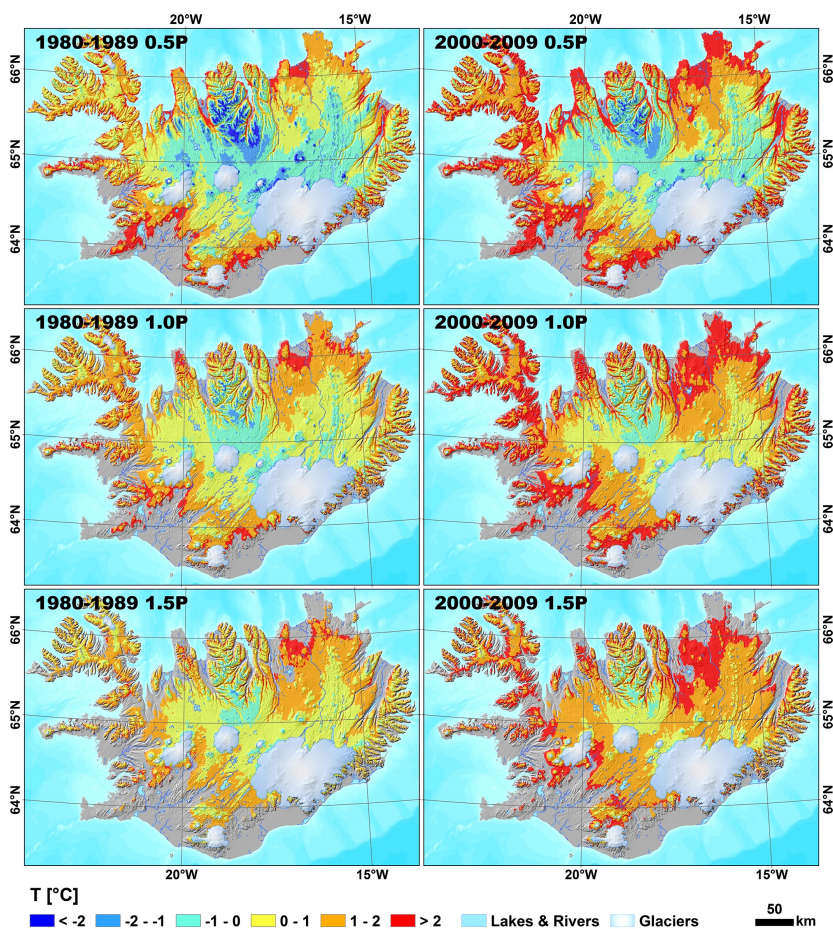 20°W 15°W 20°W 15°W
1980-1989 0.5P
2000-2009 0.5P
66°N
65°N
64°N
66°N
65°N
64°N
1980-1989 1.0P
2000-2009 1.0P
66°N
65°N
64°N
66°N
65°N
64°N
1980-1989 1.5P
2000-2009 1.5P
66°N
65°N
64°N
66°N
65°N
64°N
20°W 15°W 20°W 15°W
T [°C]
< -2 -2 - -1 -1 - 0 0 - 1 1 - 2 > 2 Lakes & Rivers Glaciers
50
km